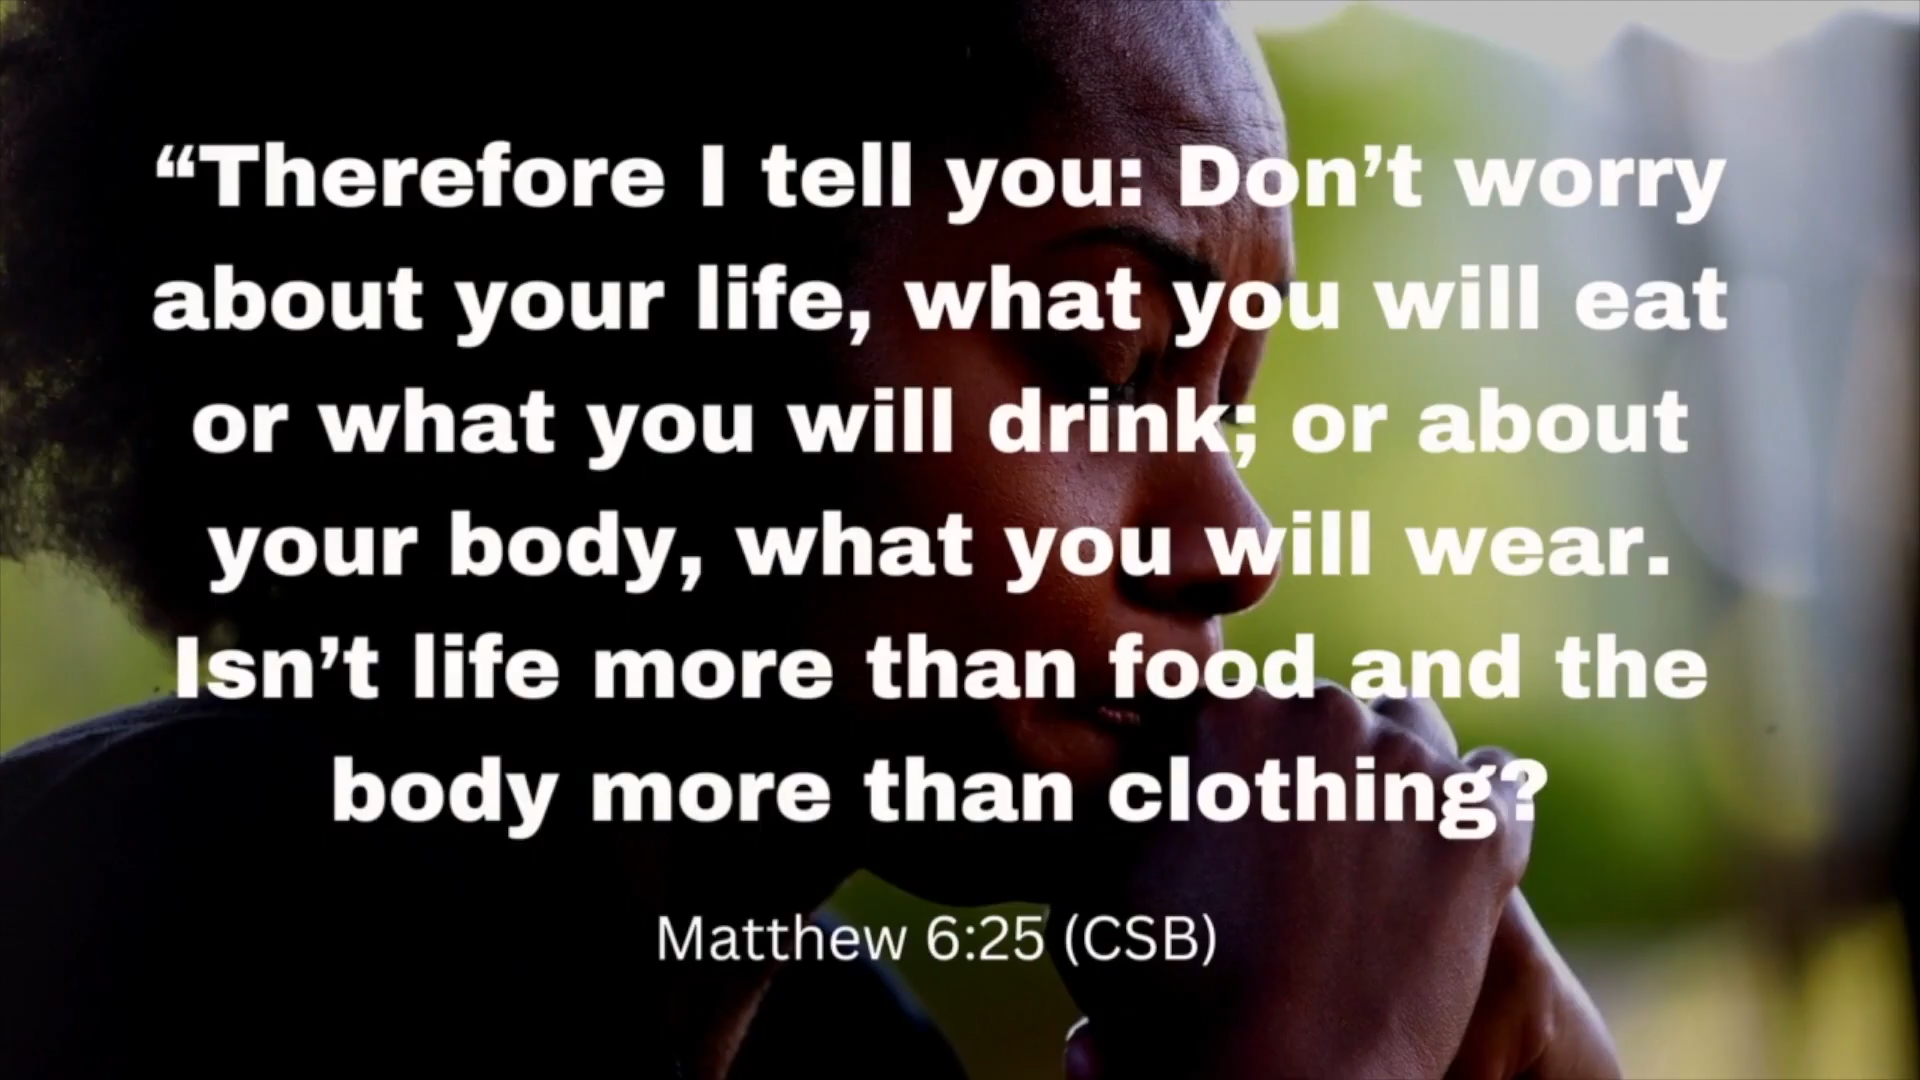 “Therefore I tell you: Don’t worry
about your life, what you will eat
or what you will drink; or about
your body, what you will wear.
Isn’t life more than food and the
body more than clothing?
Matthew 6:25 (CSB)